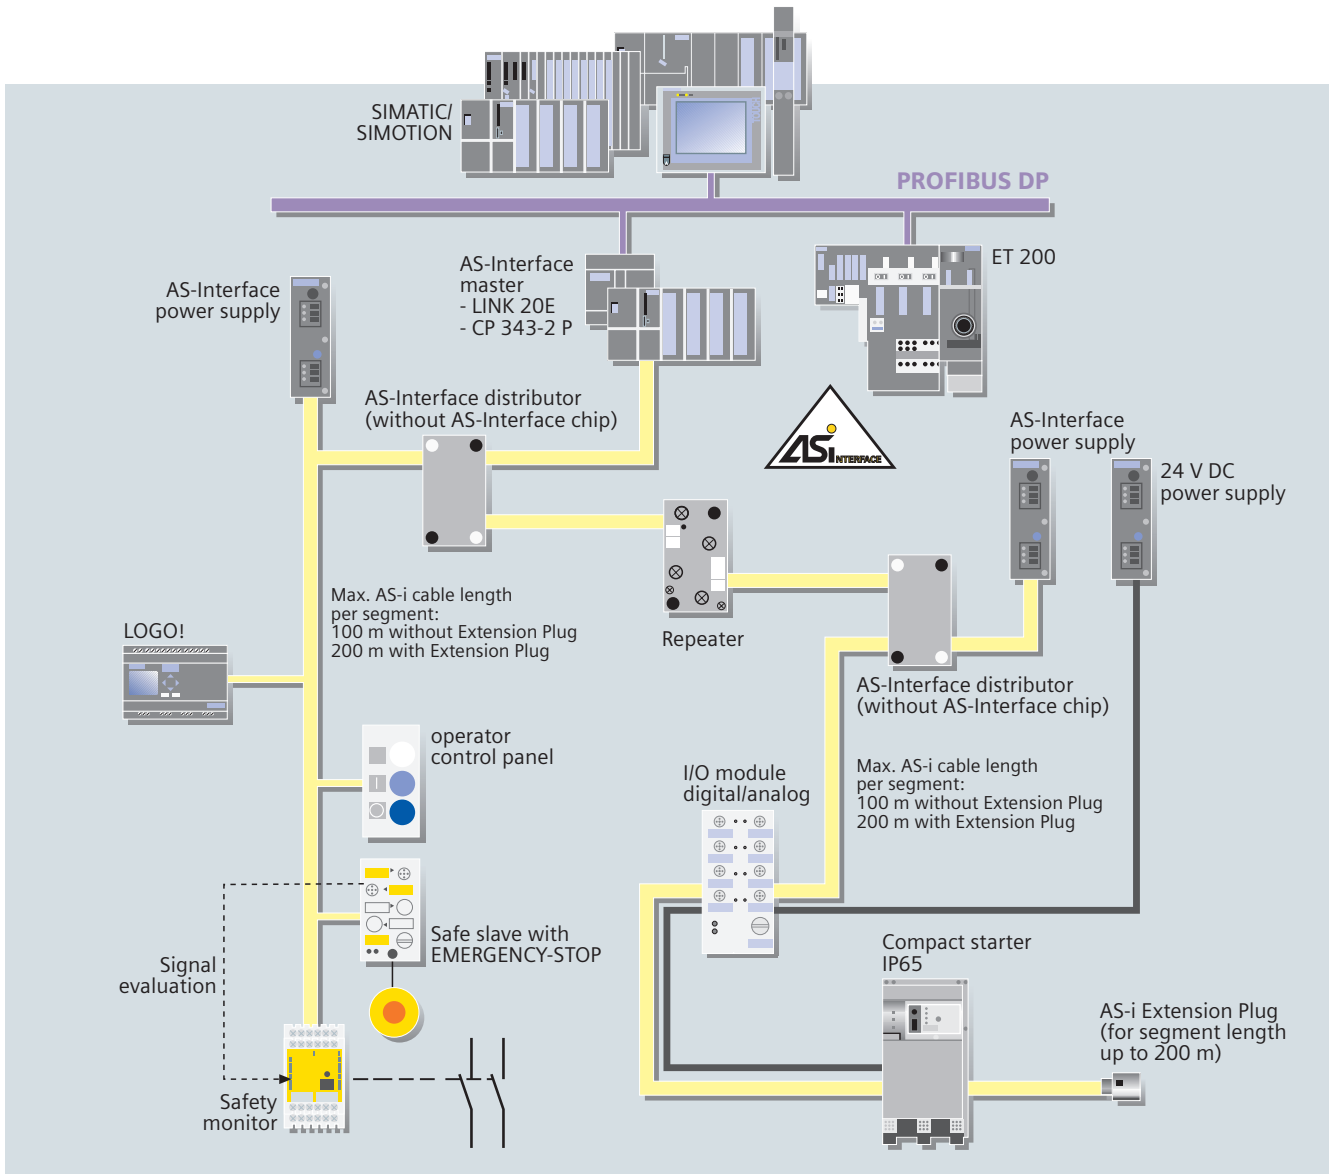 SIMATIC/
SIMOTION
PROFIBUS DP
AS-Interface
master
- LINK 20E
- CP 343-2 P
ET 200
AS-Interface
power supply
AS-Interface distributor
(without AS-Interface chip)
ASi INTERFACE
AS-Interface
power supply
24 V DC
power supply
Max. AS-i cable length
per segment:
100 m without Extension Plug
200 m with Extension Plug
Repeater
LOGO!
AS-Interface distributor
(without AS-Interface chip)
operator
control panel
I/O module
digital/analog
Max. AS-i cable length
per segment:
100 m without Extension Plug
200 m with Extension Plug
Safe slave with
EMERGENCY-STOP
Signal
evaluation
Compact starter
IP65
AS-i Extension Plug
(for segment length
up to 200 m)
Safety
monitor